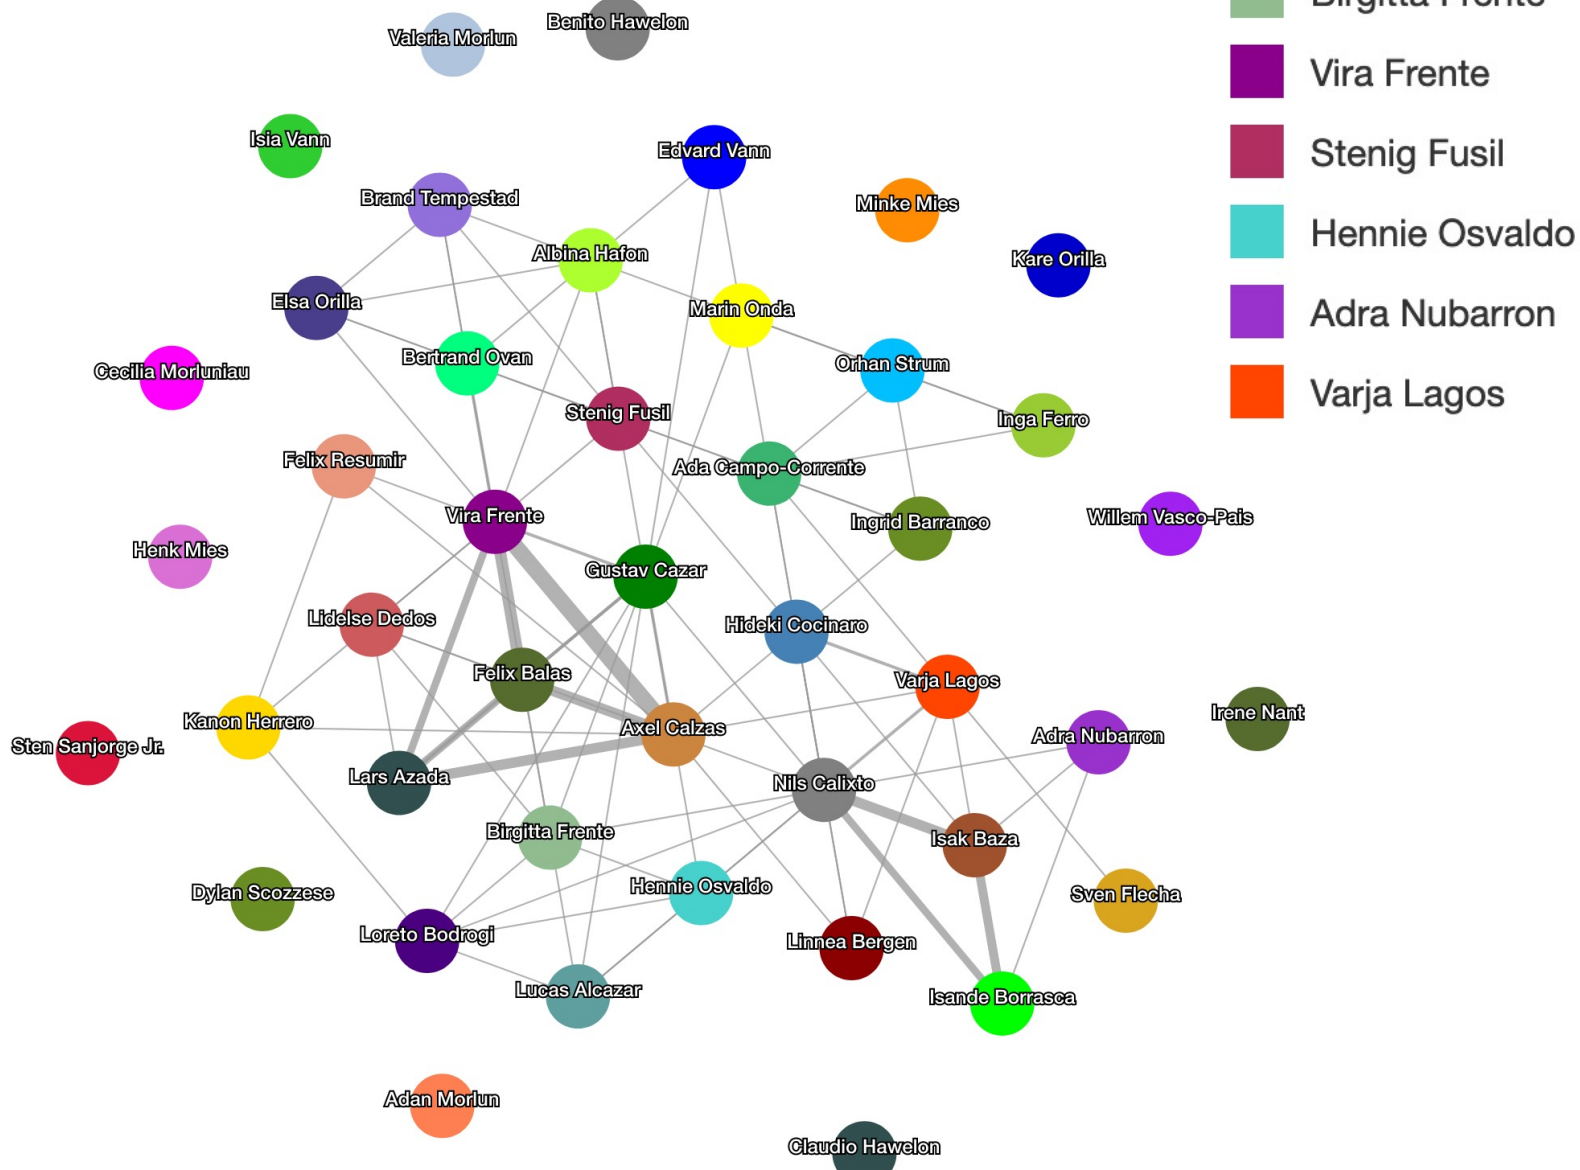 Benito Hawelon
Valeria Morlun
Isia Vann
Edvard Vann
Brand Tempestad
Minke Mies
Albina Hafon
Kare Orilla
Elsa Orilla
Marin Onda
Bertrand Ovan
Orhan Strum
Cecilia Morluniau
Stenig Fusil
Inga Ferro
Felix Resumir
Ada Campo-Corrente
Vira Frente
Ingrid Barranco
Willem Vasco-Pais
Henk Mies
Gustav Cazar
Lidelse Dedos
Hideki Cocinaro
Felix Balas
Varja Lagos
Irene Nant
Kanon Herrero
Axel Calzas
Adra Nubarron
Sten Sanjorge Jr.
Lars Azada
Nils Calixto
Birgitta Frente
Isak Baza
Dylan Scozzese
Hennie Osvaldo
Sven Flecha
Loreto Bodrogi
Linnea Bergen
Lucas Alcazar
Isande Borrasca
Adan Morlun
Claudio Hawelon
Birgitta Frente
Vira Frente
Stenig Fusil
Hennie Osvaldo
Adra Nubarron
Varja Lagos